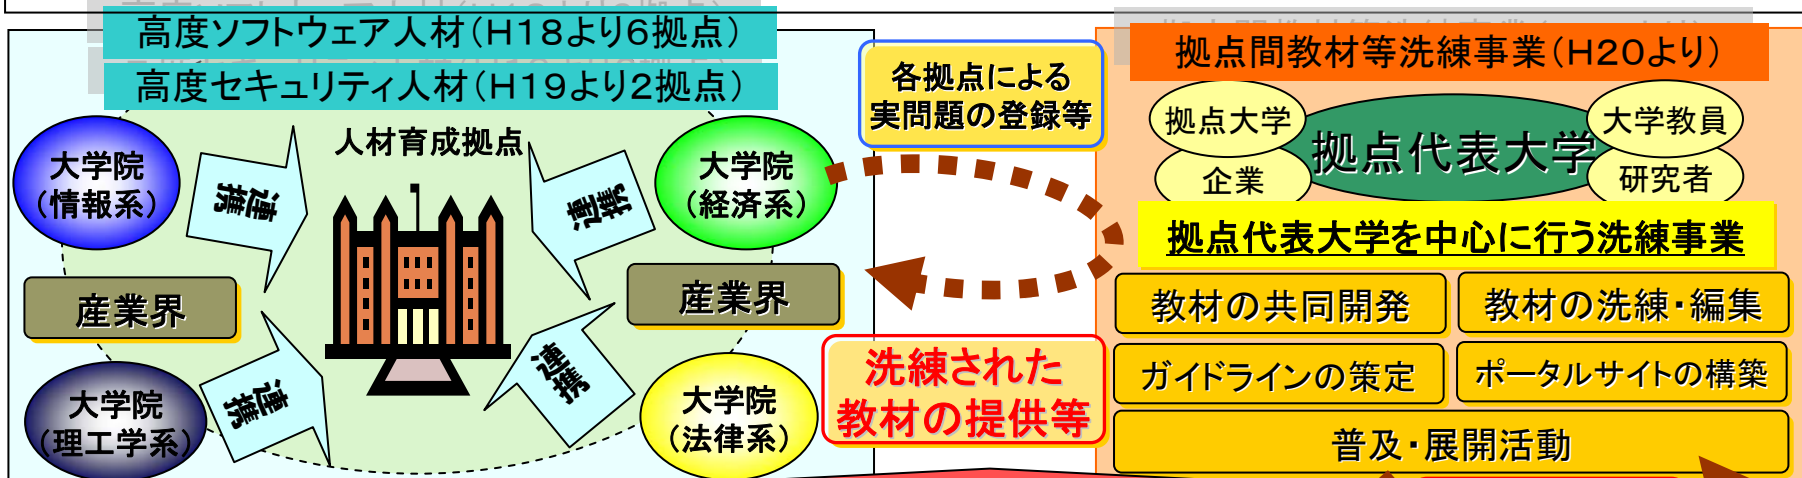 高度ソフトウェア人材(H18より6拠点)
高度セキュリティ人材(H19より2拠点)
人材育成拠点
大学院
(情報系)
連携
連携
大学院
(経済系)
産業界
産業界
大学院
(理工学系)
連携
連携
大学院
(法律系)
各拠点による
実問題の登録等
洗練された
教材の提供等
拠点間教材等洗練事業(H20より)
拠点大学
企業
拠点代表大学
大学教員
研究者
拠点代表大学を中心に行う洗練事業
教材の共同開発
教材の洗練・編集
ガイドラインの策定
ポータルサイトの構築
普及・展開活動